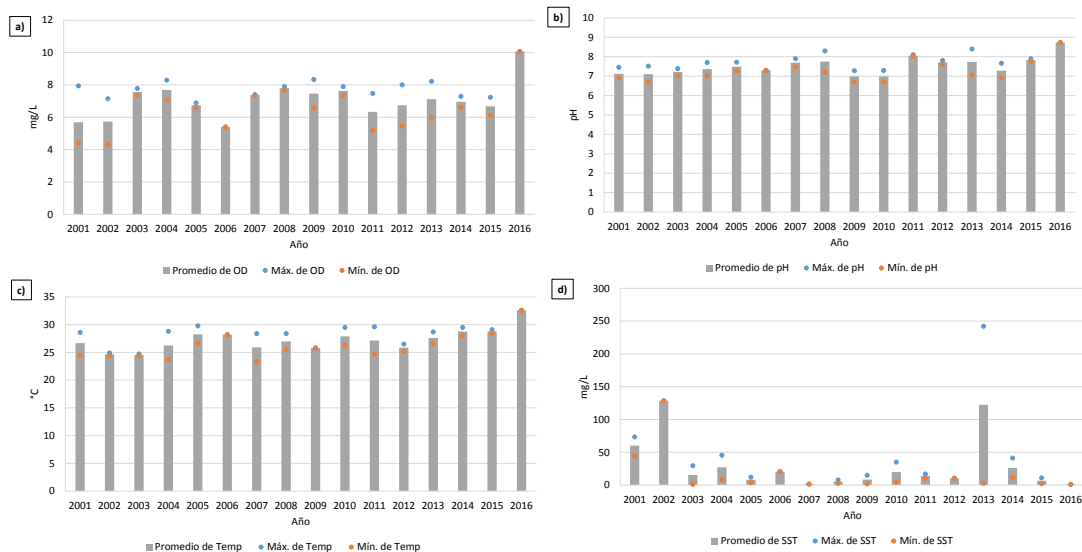 a)
12
10
8
6
4
2
0
mg/L
2001 2002 2003 2004 2005 2006 2007 2008 2009 2010 2011 2012 2013 2014 2015 2016
Año
Promedio de OD Máx. de OD Mín. de OD
b)
10
9
8
7
6
5
4
3
2
1
0
pH
2001 2002 2003 2004 2005 2006 2007 2008 2009 2010 2011 2012 2013 2014 2015 2016
Año
Promedio de pH Máx. de pH Mín. de pH
c)
35
30
25
20
15
10
5
0
°C
2001 2002 2003 2004 2005 2006 2007 2008 2009 2010 2011 2012 2013 2014 2015 2016
Año
Promedio de Temp Máx. de Temp Mín. de Temp
d)
300
250
200
150
100
50
0
mg/L
2001 2002 2003 2004 2005 2006 2007 2008 2009 2010 2011 2012 2013 2014 2015 2016
Año
Promedio de SST Máx. de SST Mín. de SST